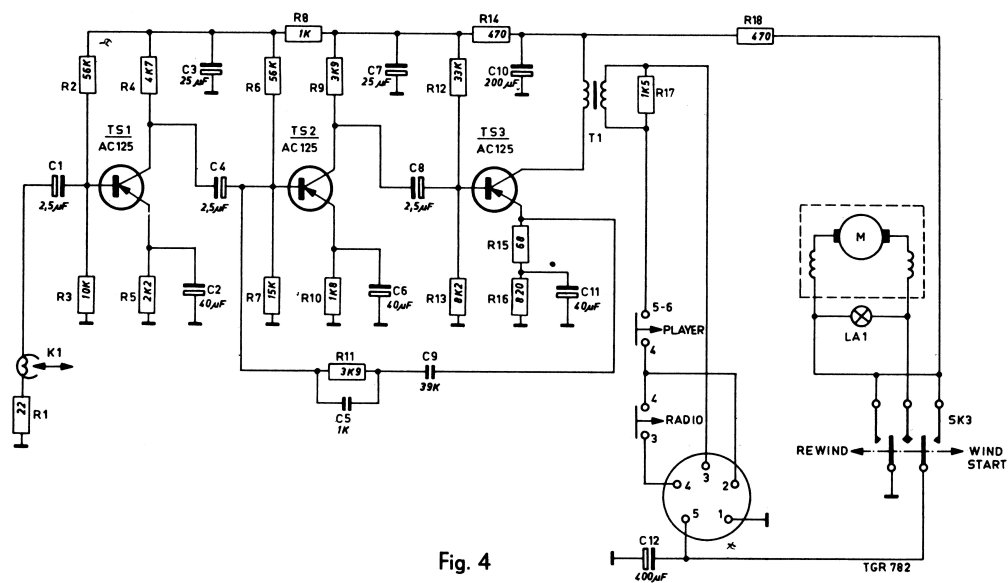 R8
1K
R14
470
R18
470
R2
56K
R4
4K7
C3
25µF
R6
56K
R9
3K9
C7
25µF
R12
33K
C10
200µF
T1
1K5
R17
TS1
AC125
TS2
AC125
TS3
AC125
C1
2,5µF
C4
2,5µF
C8
2,5µF
R3
10K
R5
2K2
C2
40µF
R7
15K
R10
1K8
C6
40µF
R13
8K2
R15
68
R16
820
C11
40µF
M
LA1
5-6
PLAYER
4
K1
R1
22
R11
3K9
C9
39K
C5
1K
4
RADIO
3
SK3
REWIND
WIND
START
3
4
2
5
1
C12
400µF
TGR 782
Fig. 4